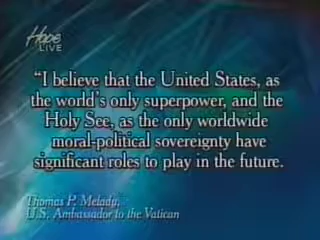 Hope
LIVE
“I believe that the United States, as
the world's only superpower, and the
Holy See, as the only worldwide
moral-political sovereignty have
significant roles to play in the future.
Thomas P. Melady,
U.S. Ambassador to the Vatican